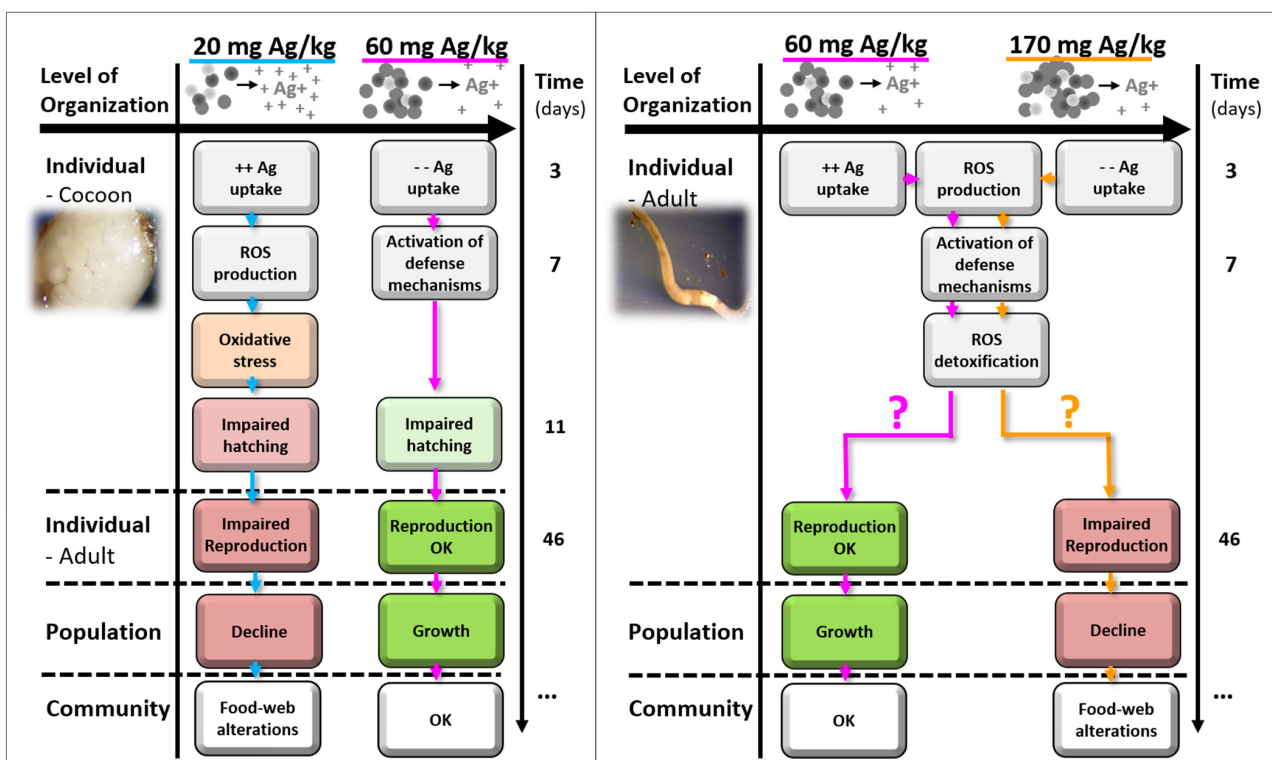 20 mg Ag/kg
60 mg Ag/kg
Level of
Organization
Ag+
Ag+
Time
(days)
Individual
- Cocoon
++ Ag
uptake
- - Ag
uptake
3
ROS
production
Activation of
defense
mechanisms
7
Oxidative
stress
Impaired
hatching
Impaired
hatching
11
Individual
- Adult
Impaired
Reproduction
Reproduction
OK
46
Population
Decline
Growth
Community
Food-web
alterations
OK
...
60 mg Ag/kg
170 mg Ag/kg
Level of
Organization
Ag+
Ag+
Time
(days)
Individual
- Adult
++ Ag
uptake
ROS
production
- - Ag
uptake
3
Activation of
defense
mechanisms
7
ROS
detoxification
?
?
Reproduction
OK
Impaired
Reproduction
46
Population
Growth
Decline
Community
OK
Food-web
alterations
...